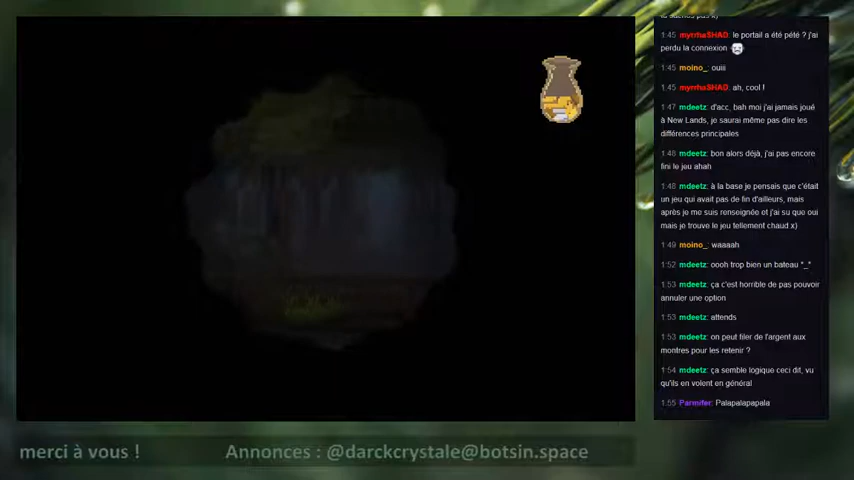 la suenos pas x)
1:45 myrrhaSHAD: le portail a été pété ? j'ai
perdu la connexion
1:45 moino_: ouiii
1:45 myrrhaSHAD: ah, cool !
1:47 mdeetz: d'acc, bah moi j'ai jamais joué
à New Lands, je saurai même pas dire les
différences principales
1:48 mdeetz: bon alors déjà, j'ai pas encore
fini le jeu ahah
1:48 mdeetz: à la base je pensais que c'était
un jeu qui avait pas de fin d'ailleurs, mais
après je me suis renseignée et j'ai su que oui
mais je trouve le jeu tellement chaud x)
1:49 moino_: waaaah
1:52 mdeetz: oooh trop bien un bateau *_*
1:53 mdeetz: ça c'est horrible de pas pouvoir
annuler une option
1:53 mdeetz: attends
1:53 mdeetz: on peut filer de l'argent aux
montres pour les retenir ?
1:54 mdeetz: ça semble logique ceci dit, vu
qu'ils en volent en général
1:55 Parmifer: Palapalapapala
merci à vous !
Annonces : @darckcrystale@botsin.space